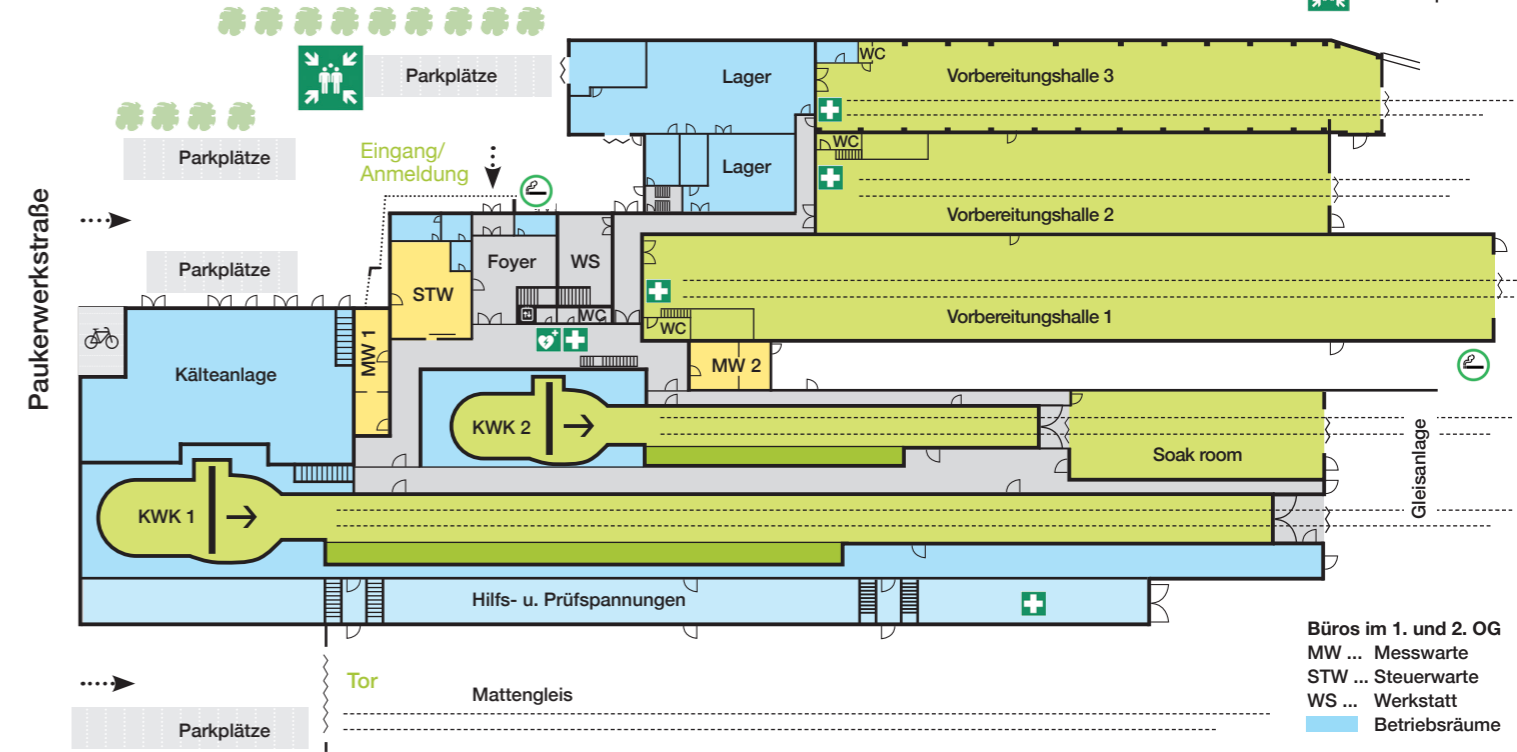 Parkplätze
Lager
WC
Vorbereitungshalle 3
Parkplätze
Eingang/
Anmeldung
Lager
WC
Vorbereitungshalle 2
Paukerwerkstraße
Parkplätze
Foyer
WS
STW
WC
Vorbereitungshalle 1
WC
MW 1
MW 2
Kälteanlage
KWK 2
Soak room
Gleisanlage
KWK 1
Hilfs- u. Prüfspannungen
Büros im 1. und 2. OG
MW ... Messwarte
STW ... Steuerwarte
WS ... Werkstatt
Betriebsräume
Tor
Mattengleis
Parkplätze